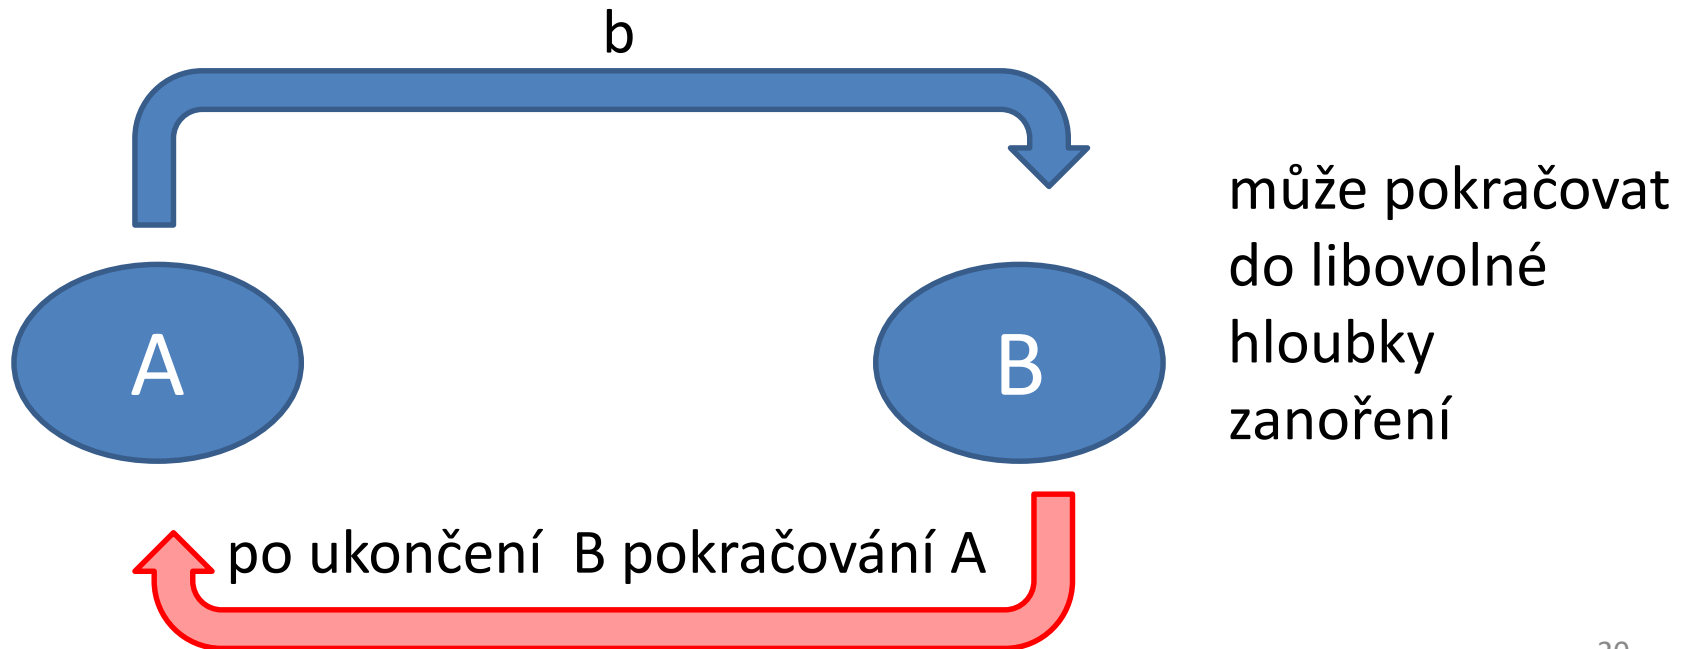 b
může pokračovat
do libovolné
hloubky
zanoření
A
B
po ukončení  B pokračování A